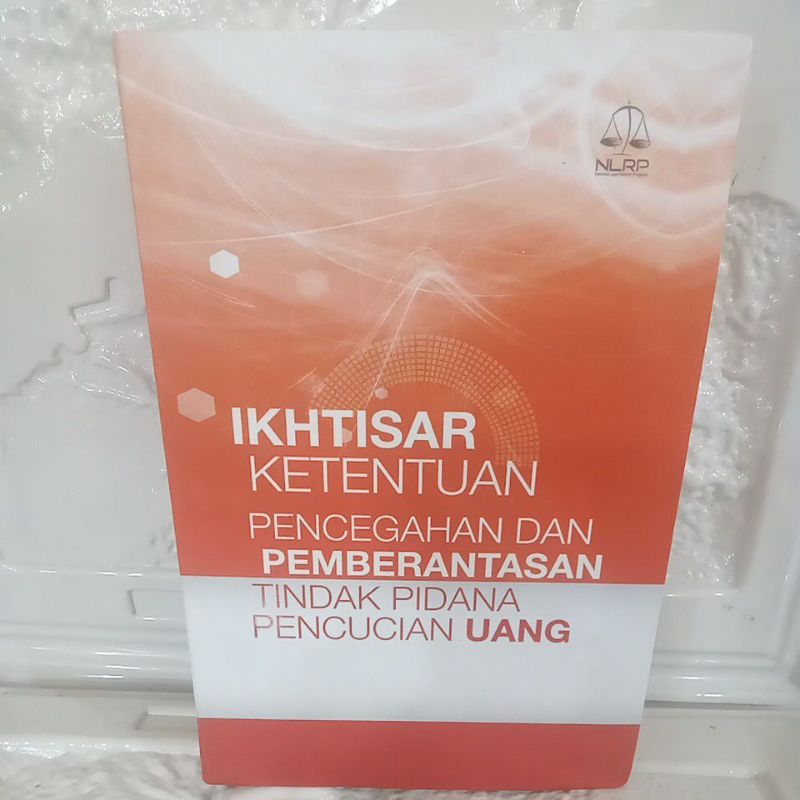 NLRP
IKHTISAR
KETENTUAN
PENCEGAHAN DAN
PEMBERANTASAN
TINDAK PIDANA
PENCUCIAN UANG